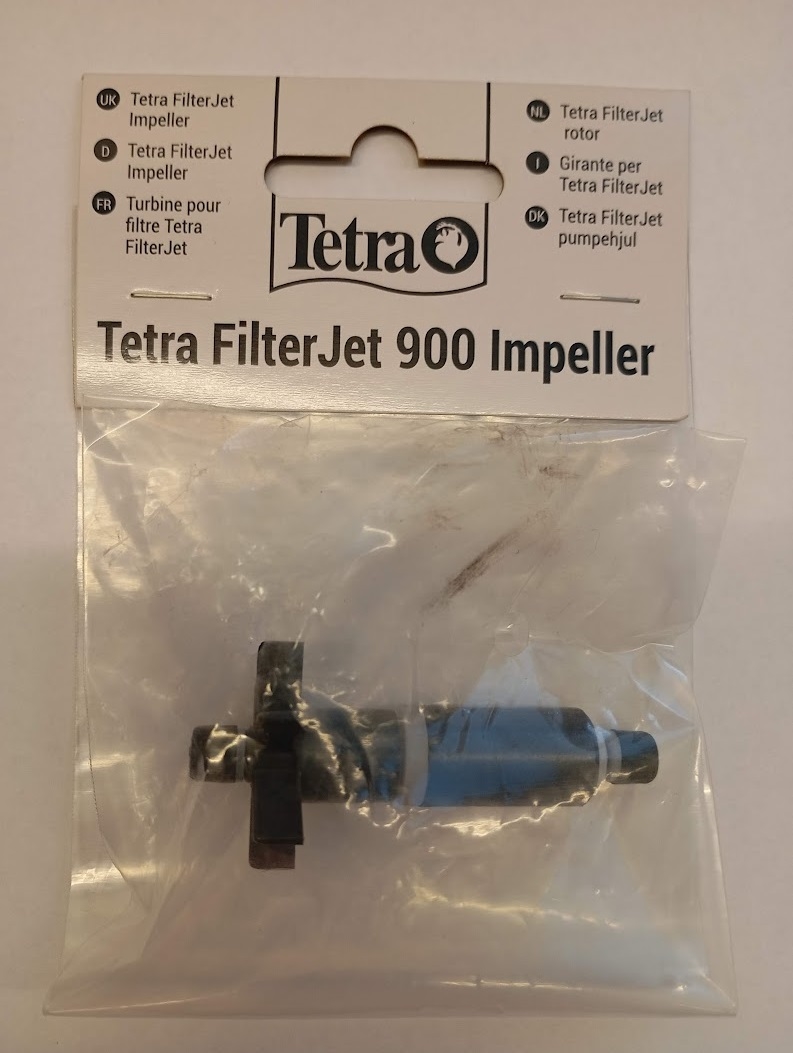 UK Tetra FilterJet
Impeller
D Tetra FilterJet
Impeller
FR Turbine pour
filtre Tetra
FilterJet
Tetra
NL Tetra FilterJet
rotor
I Girante per
Tetra FilterJet
DK Tetra FilterJet
pumpehjul
Tetra FilterJet 900 Impeller